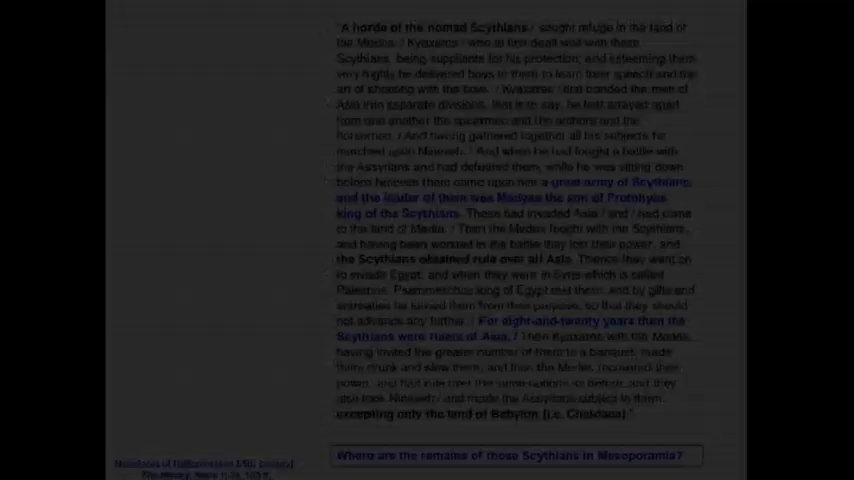 "A horde of the nomad Scythians / sought refuge in the land of
the Medes. / Kyaxares / who at first dealt well with these
Scythians, being suppliants for his protection; and esteeming them
very highly he delivered boys to them to learn their speech and the
art of shooting with the bow. / Kyaxares / first banded the men of
Asia into separate divisions, that is to say, he first arrayed apart
from one another the spearmen and the archers and the
horsemen. / And having gathered together all his subjects he
marched upon Nineveh. / And when he had fought a battle with
the Assyrians and had defeated them, while he was sitting down
before Nineveh there came upon him a great army of Scythians,
and the leader of them was Madyas the son of Protohyas
king of the Scythians. These had invaded Asia / and / had come
to the land of Media. / Then the Medes fought with the Scythians,
and having been worsted in the battle they lost their power, and
the Scythians obtained rule over all Asia. Thence they went on
to invade Egypt; and when they were in Syria which is called
Palestine, Psammetichos king of Egypt met them; and by gifts and
entreaties he turned them from their purpose, so that they should
not advance any further. / For eight-and-twenty years then the
Scythians were rulers of Asia. / Then Kyaxares with the Medes,
having invited the greater number of them to a banquet, made
them drunk and slew them; and thus the Medes recovered their
power, and had rule over the same nations as before; and they
also took Nineveh / and made the Assyrians subject to them
excepting only the land of Babylon [i.e. Chaldaea]."
Where are the remains of those Scythians in Mesopotamia?
Herodotus of Halicarnassus